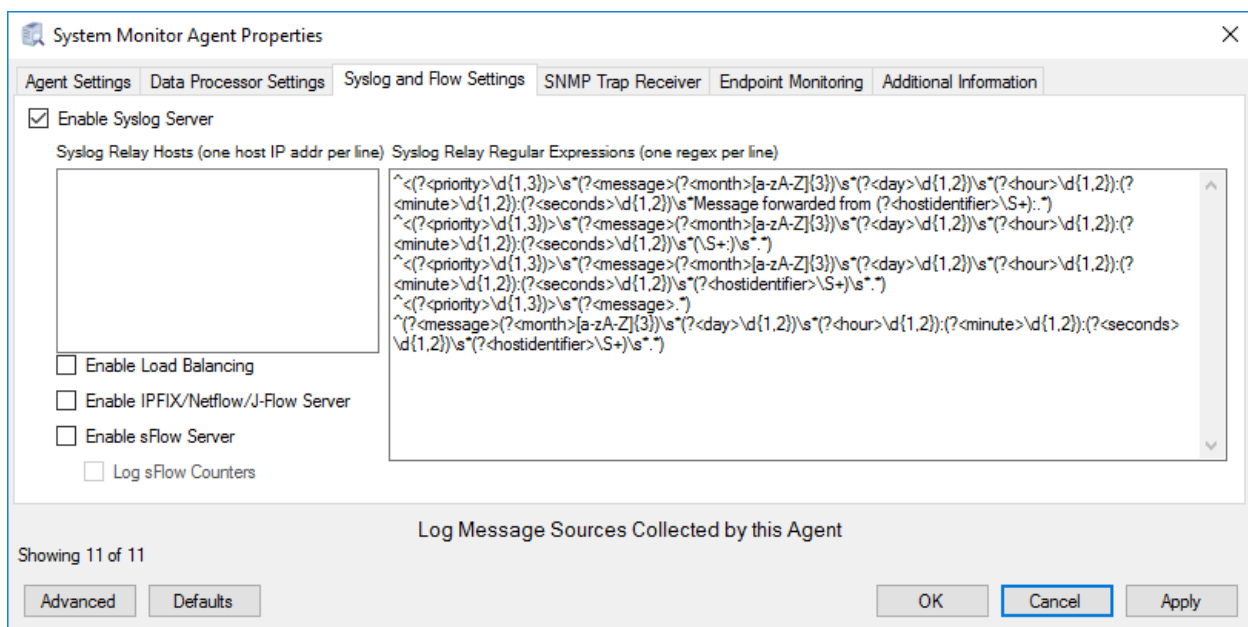 System Monitor Agent Properties
Agent Settings Data Processor Settings Syslog and Flow Settings SNMP Trap Receiver Endpoint Monitoring Additional Information
Enable Syslog Server
Syslog Relay Hosts (one host IP addr per line) Syslog Relay Regular Expressions (one regex per line)
^<(?<priority>\d{1,3})>\s*(?<message>(?<month>[a-zA-Z]{3})\s*(?<day>\d{1,2})\s*(?<hour>\d{1,2}):(?
<minute>\d{1,2}):(?<seconds>\d{1,2})\s*Message forwarded from (?<hostidentifier>\S+):.*)
^<(?<priority>\d{1,3})>\s*(?<message>(?<month>[a-zA-Z]{3})\s*(?<day>\d{1,2})\s*(?<hour>\d{1,2}):(?
<minute>\d{1,2}):(?<seconds>\d{1,2})\s*(\S+:)\s*.*)
^<(?<priority>\d{1,3})>\s*(?<message>(?<month>[a-zA-Z]{3})\s*(?<day>\d{1,2})\s*(?<hour>\d{1,2}):(?
<minute>\d{1,2}):(?<seconds>\d{1,2})\s*(?<hostidentifier>\S+)\s*.*)
^<(?<priority>\d{1,3})>\s*(?<message>.*)
^(?<message>(?<month>[a-zA-Z]{3})\s*(?<day>\d{1,2})\s*(?<hour>\d{1,2}):(?<minute>\d{1,2}):(?<seconds>
\d{1,2})\s*(?<hostidentifier>\S+)\s*.*)
Enable Load Balancing
Enable IPFIX/Netflow/J-Flow Server
Enable sFlow Server
Log sFlow Counters
Log Message Sources Collected by this Agent
Showing 11 of 11
Advanced Defaults OK Cancel Apply